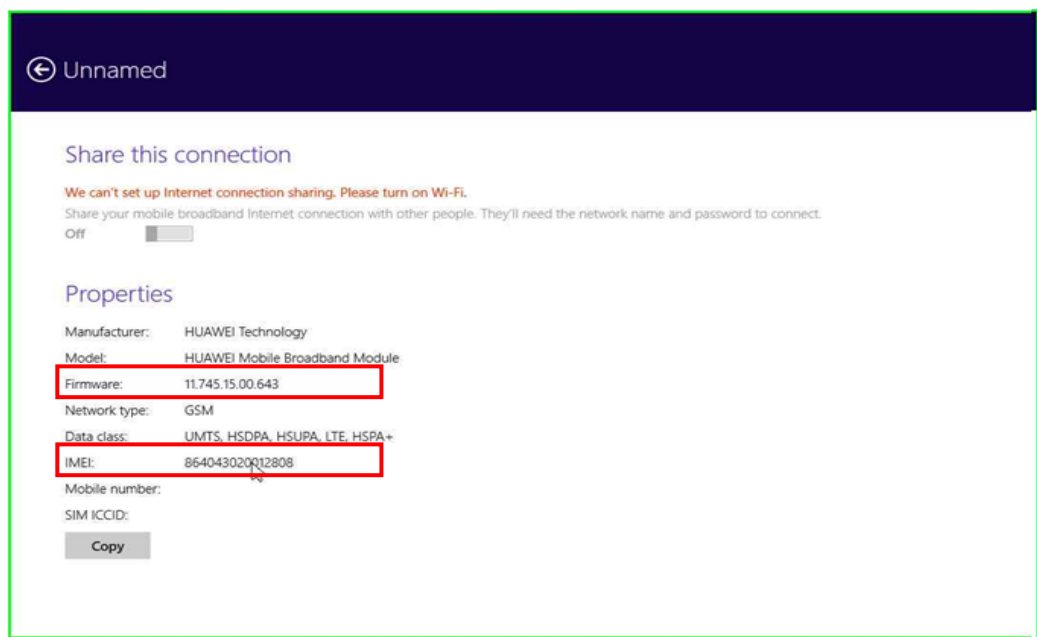 Unnamed
Share this connection
We can't set up Internet connection sharing. Please turn on Wi-Fi.
Share your mobile broadband Internet connection with other people. They'll need the network name and password to connect.
Off
Properties
Manufacturer: HUAWEI Technology
Model: HUAWEI Mobile Broadband Module
Firmware: 11.745.15.00.643
Network type: GSM
Data class: UMTS, HSDPA, HSUPA, LTE, HSPA+
IMEI: 864043020012808
Mobile number:
SIM ICCID:
Copy